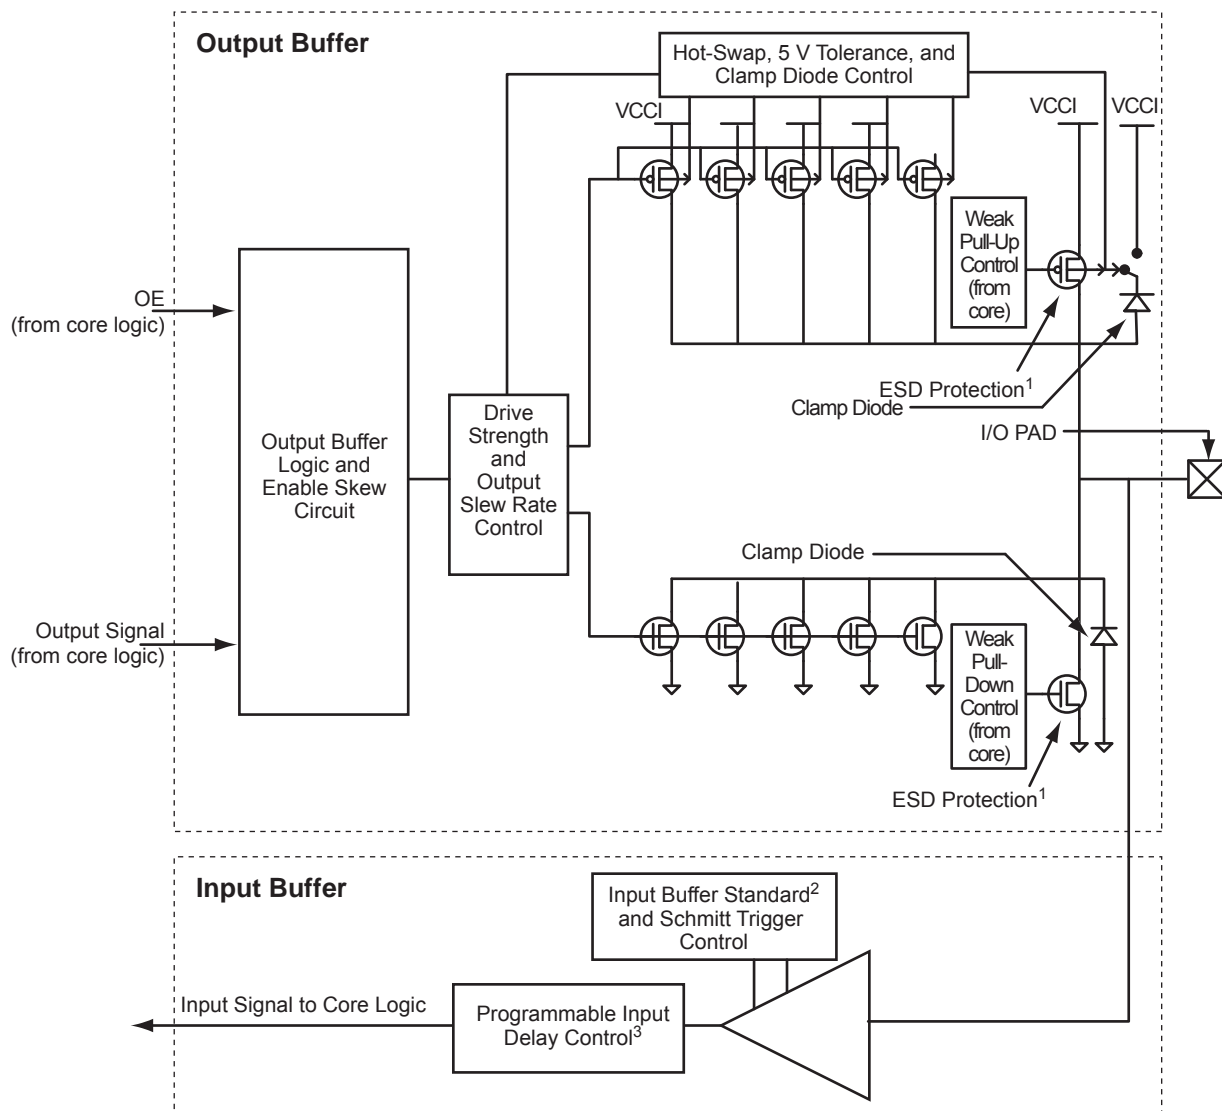 Output Buffer
Hot-Swap, 5 V Tolerance, and
Clamp Diode Control
VCCI
VCCI
VCCI
Weak
Pull-Up
Control
(from
core)
OE
(from core logic)
ESD Protection1
Clamp Diode
I/O PAD
Drive
Strength
and
Output
Slew Rate
Control
Output Buffer
Logic and
Enable Skew
Circuit
Clamp Diode
Output Signal
(from core logic)
Weak
Pull-
Down
Control
(from
core)
ESD Protection1
Input Buffer
Input Buffer Standard2
and Schmitt Trigger
Control
Input Signal to Core Logic
Programmable Input
Delay Control3